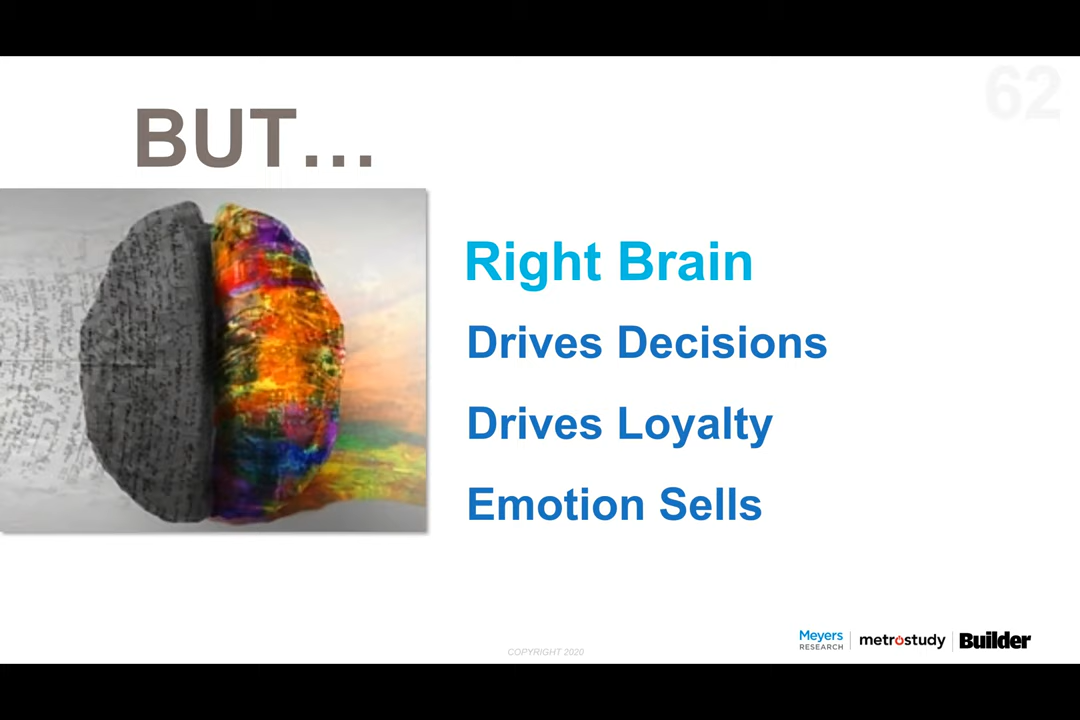 62
BUT…
Right Brain
Drives Decisions
Drives Loyalty
Emotion Sells
COPYRIGHT 2020
Meyers
RESEARCH
metrostudy
Builder